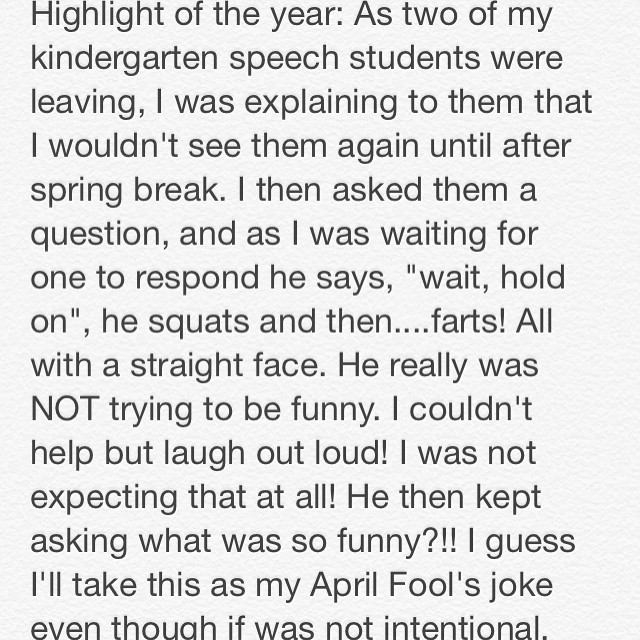 Highlight of the year: As two of my
kindergarten speech students were
leaving, I was explaining to them that
I wouldn't see them again until after
spring break. I then asked them a
question, and as I was waiting for
one to respond he says, "wait, hold
on", he squats and then....farts! All
with a straight face. He really was
NOT trying to be funny. I couldn't
help but laugh out loud! I was not
expecting that at all! He then kept
asking what was so funny?!! I guess
I'll take this as my April Fool's joke
even though if was not intentional.